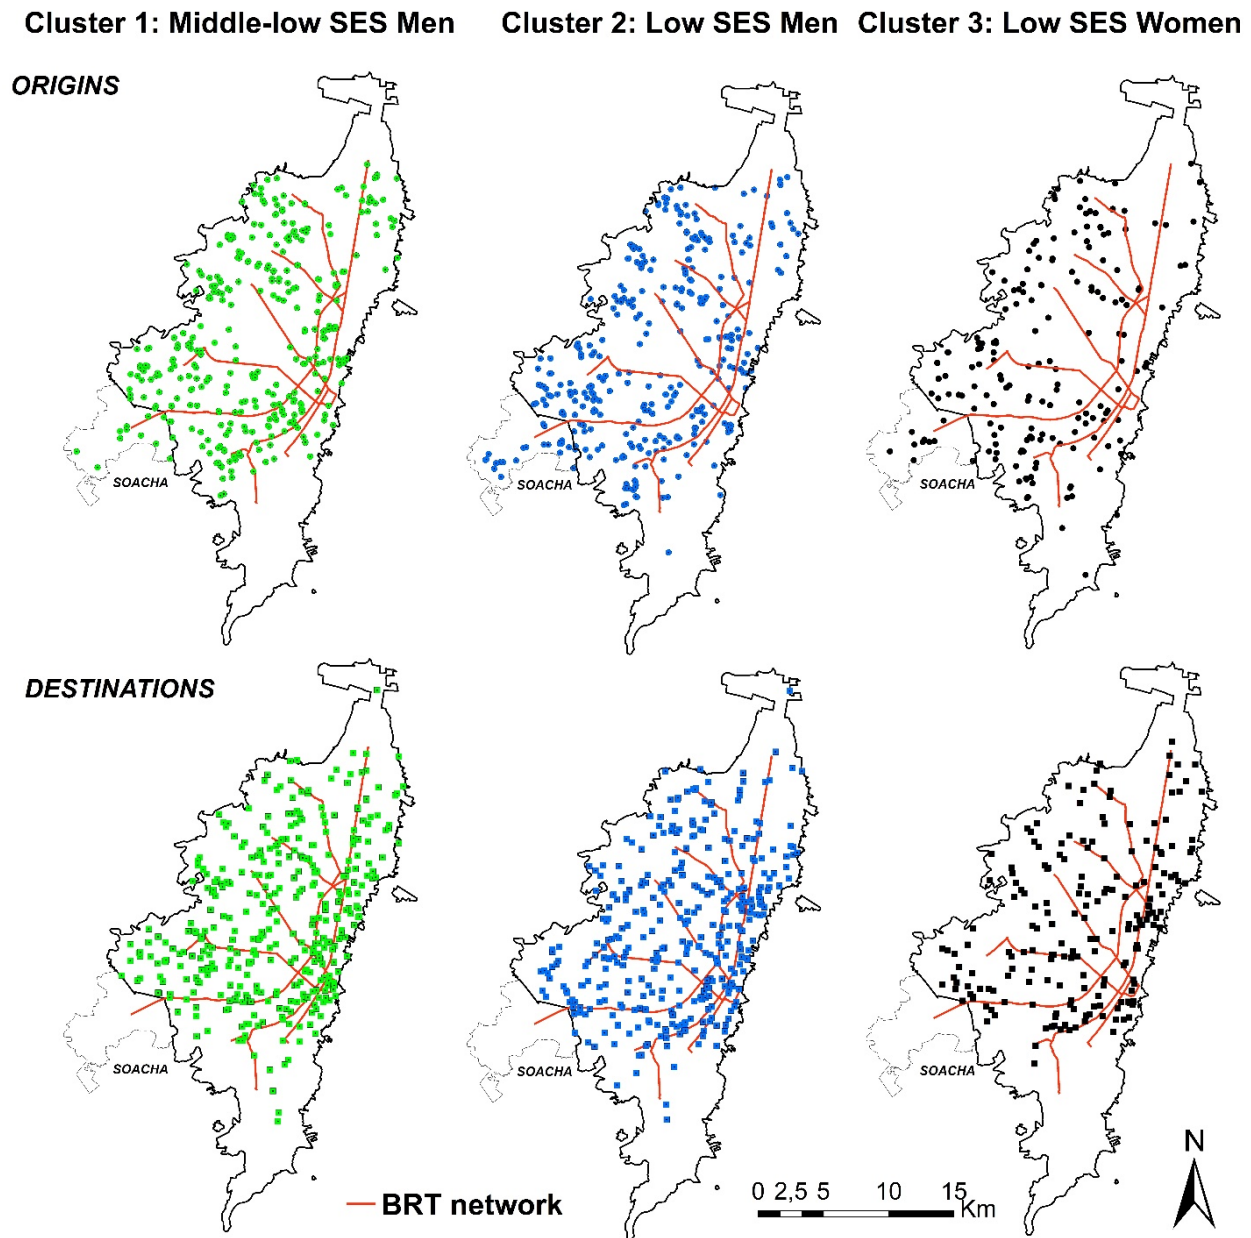 Cluster 1: Middle-low SES Men
Cluster 2: Low SES Men
Cluster 3: Low SES Women
ORIGINS
SOACHA
SOACHA
SOACHA
DESTINATIONS
SOACHA
SOACHA
SOACHA
BRT network
0 2,5 5 10 15
Km
N